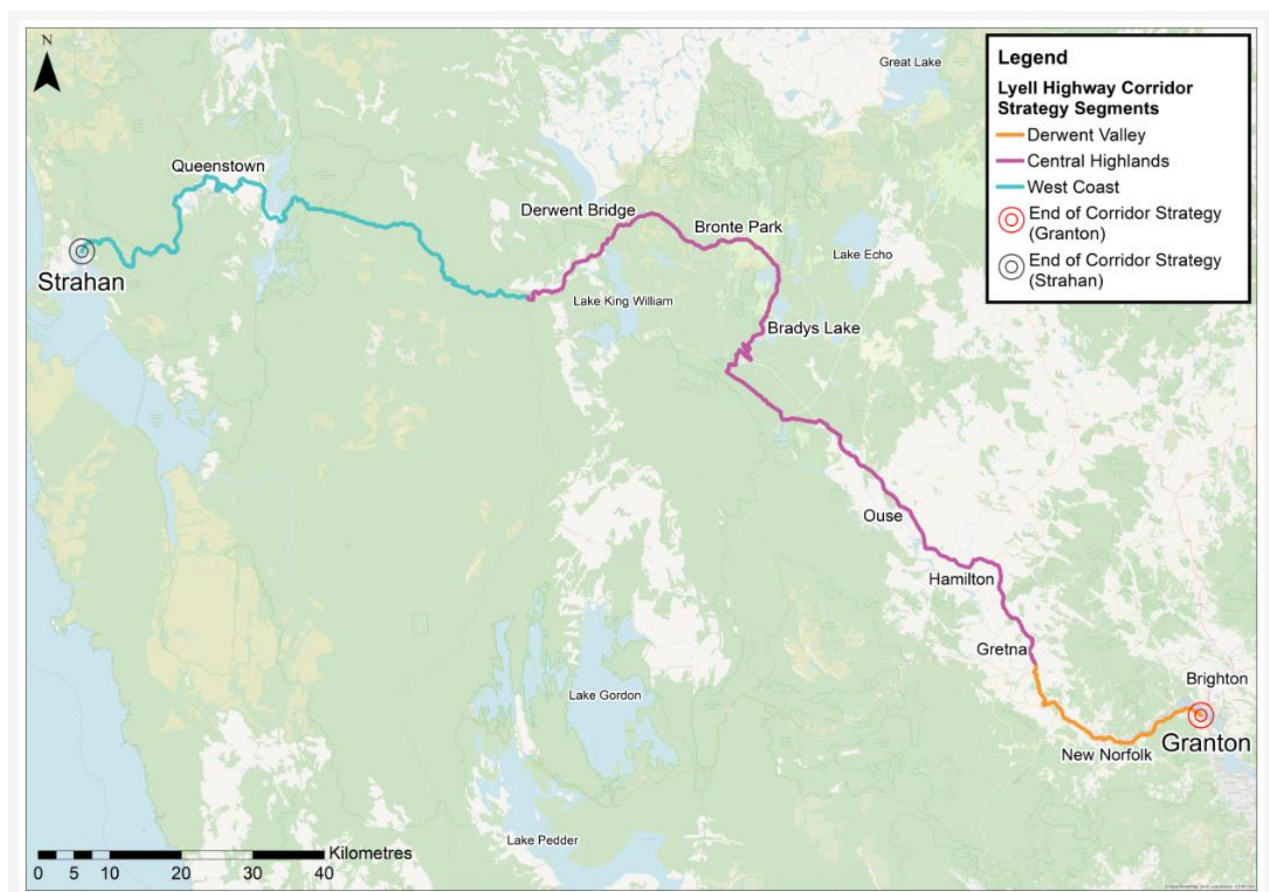 N
Great Lake
Legend
Lyell Highway Corridor
Strategy Segments
Derwent Valley
Central Highlands
West Coast
End of Corridor Strategy
(Granton)
End of Corridor Strategy
(Strahan)
Queenstown
Derwent Bridge
Bronte Park
Lake Echo
Strahan
Lake King William
Bradys Lake
Ouse
Hamilton
Gretna
Brighton
Lake Gordon
Granton
New Norfolk
Lake Pedder
Kilometres
0 5 10 20 30 40